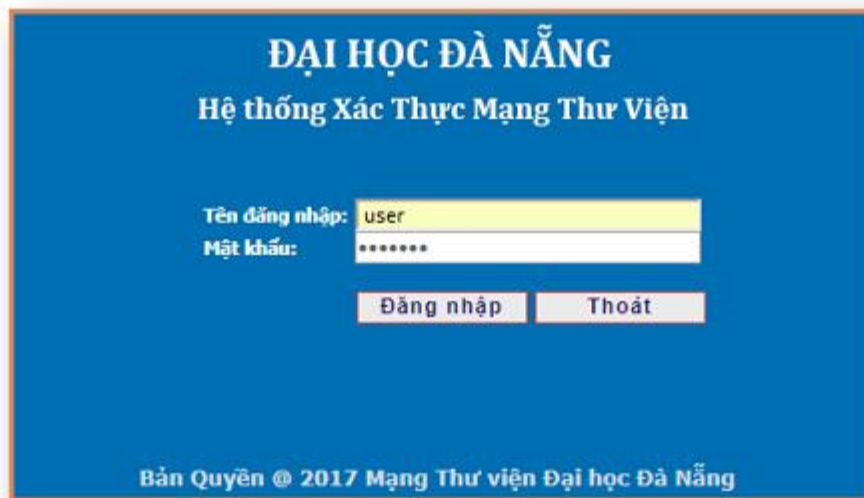 ĐẠI HỌC ĐÀ NẴNG
Hệ thống Xác Thực Mạng Thư Viện
Tên đăng nhập: user
Mật khẩu: •••••••
Đăng nhập Thoát
Bản Quyền @ 2017 Mạng Thư viện Đại học Đà Nẵng